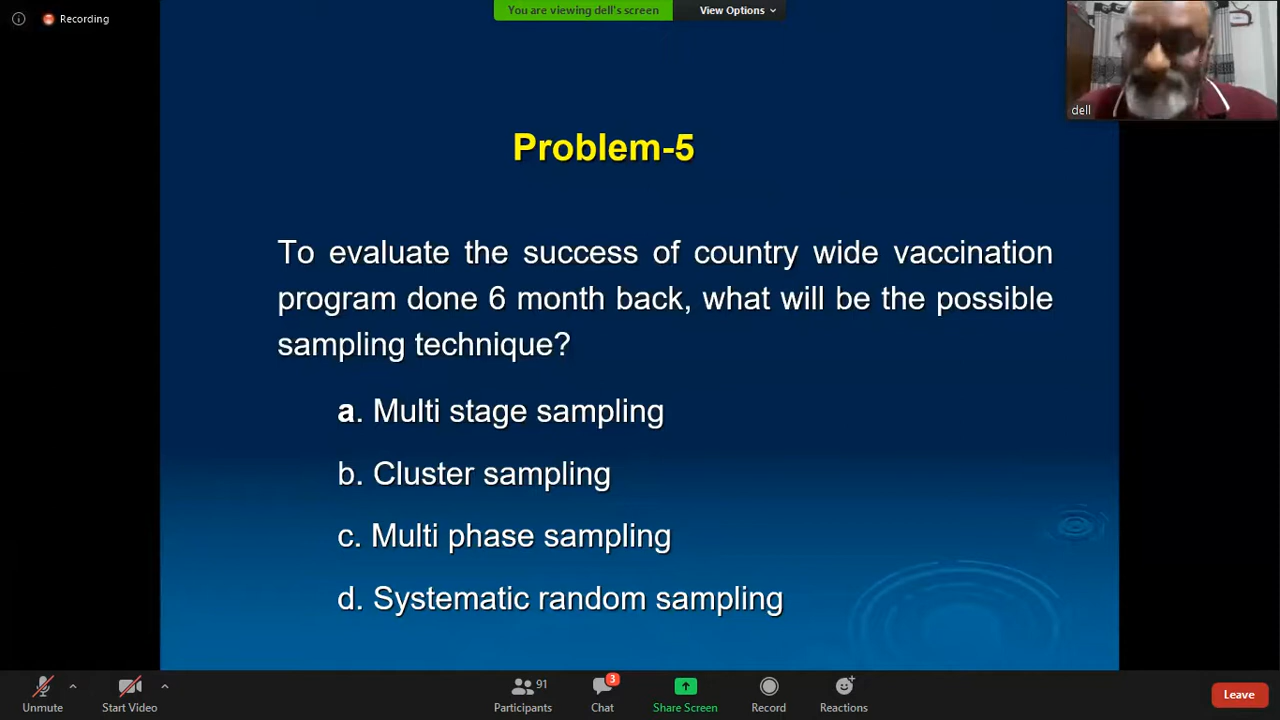 Recording
You are viewing dell's screen
View Options
dell
Problem-5
To evaluate the success of country wide vaccination
program done 6 month back, what will be the possible
sampling technique?
a. Multi stage sampling
b. Cluster sampling
c. Multi phase sampling
d. Systematic random sampling
Unmute
Start Video
91
Participants
3
Chat
Share Screen
Record
Reactions
Leave